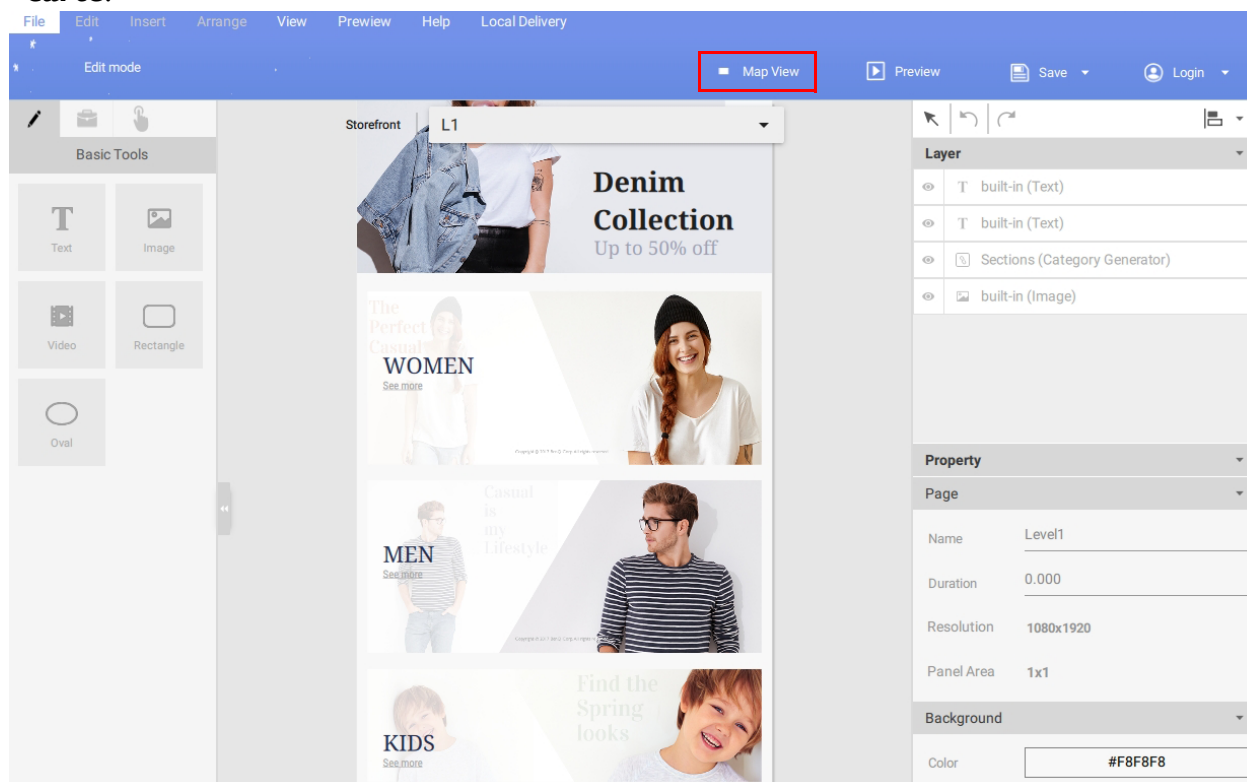 File Edit Insert Arrange View Prewiew Help Local Delivery
Edit mode
Map View
Preview
Save
Login
Storefront
L1
Basic Tools
Text
Image
Video
Rectangle
Oval
Denim
Collection
Up to 50% off
The
Perfect
Casual
WOMEN
See more
Casual
is
my
Lifestyle
MEN
See more
Find the
Spring
looks
KIDS
See more
Layer
T built-in (Text)
T built-in (Text)
Sections (Category Generator)
built-in (Image)
Property
Page
Name Level1
Duration 0.000
Resolution 1080x1920
Panel Area 1x1
Background
Color #F8F8F8